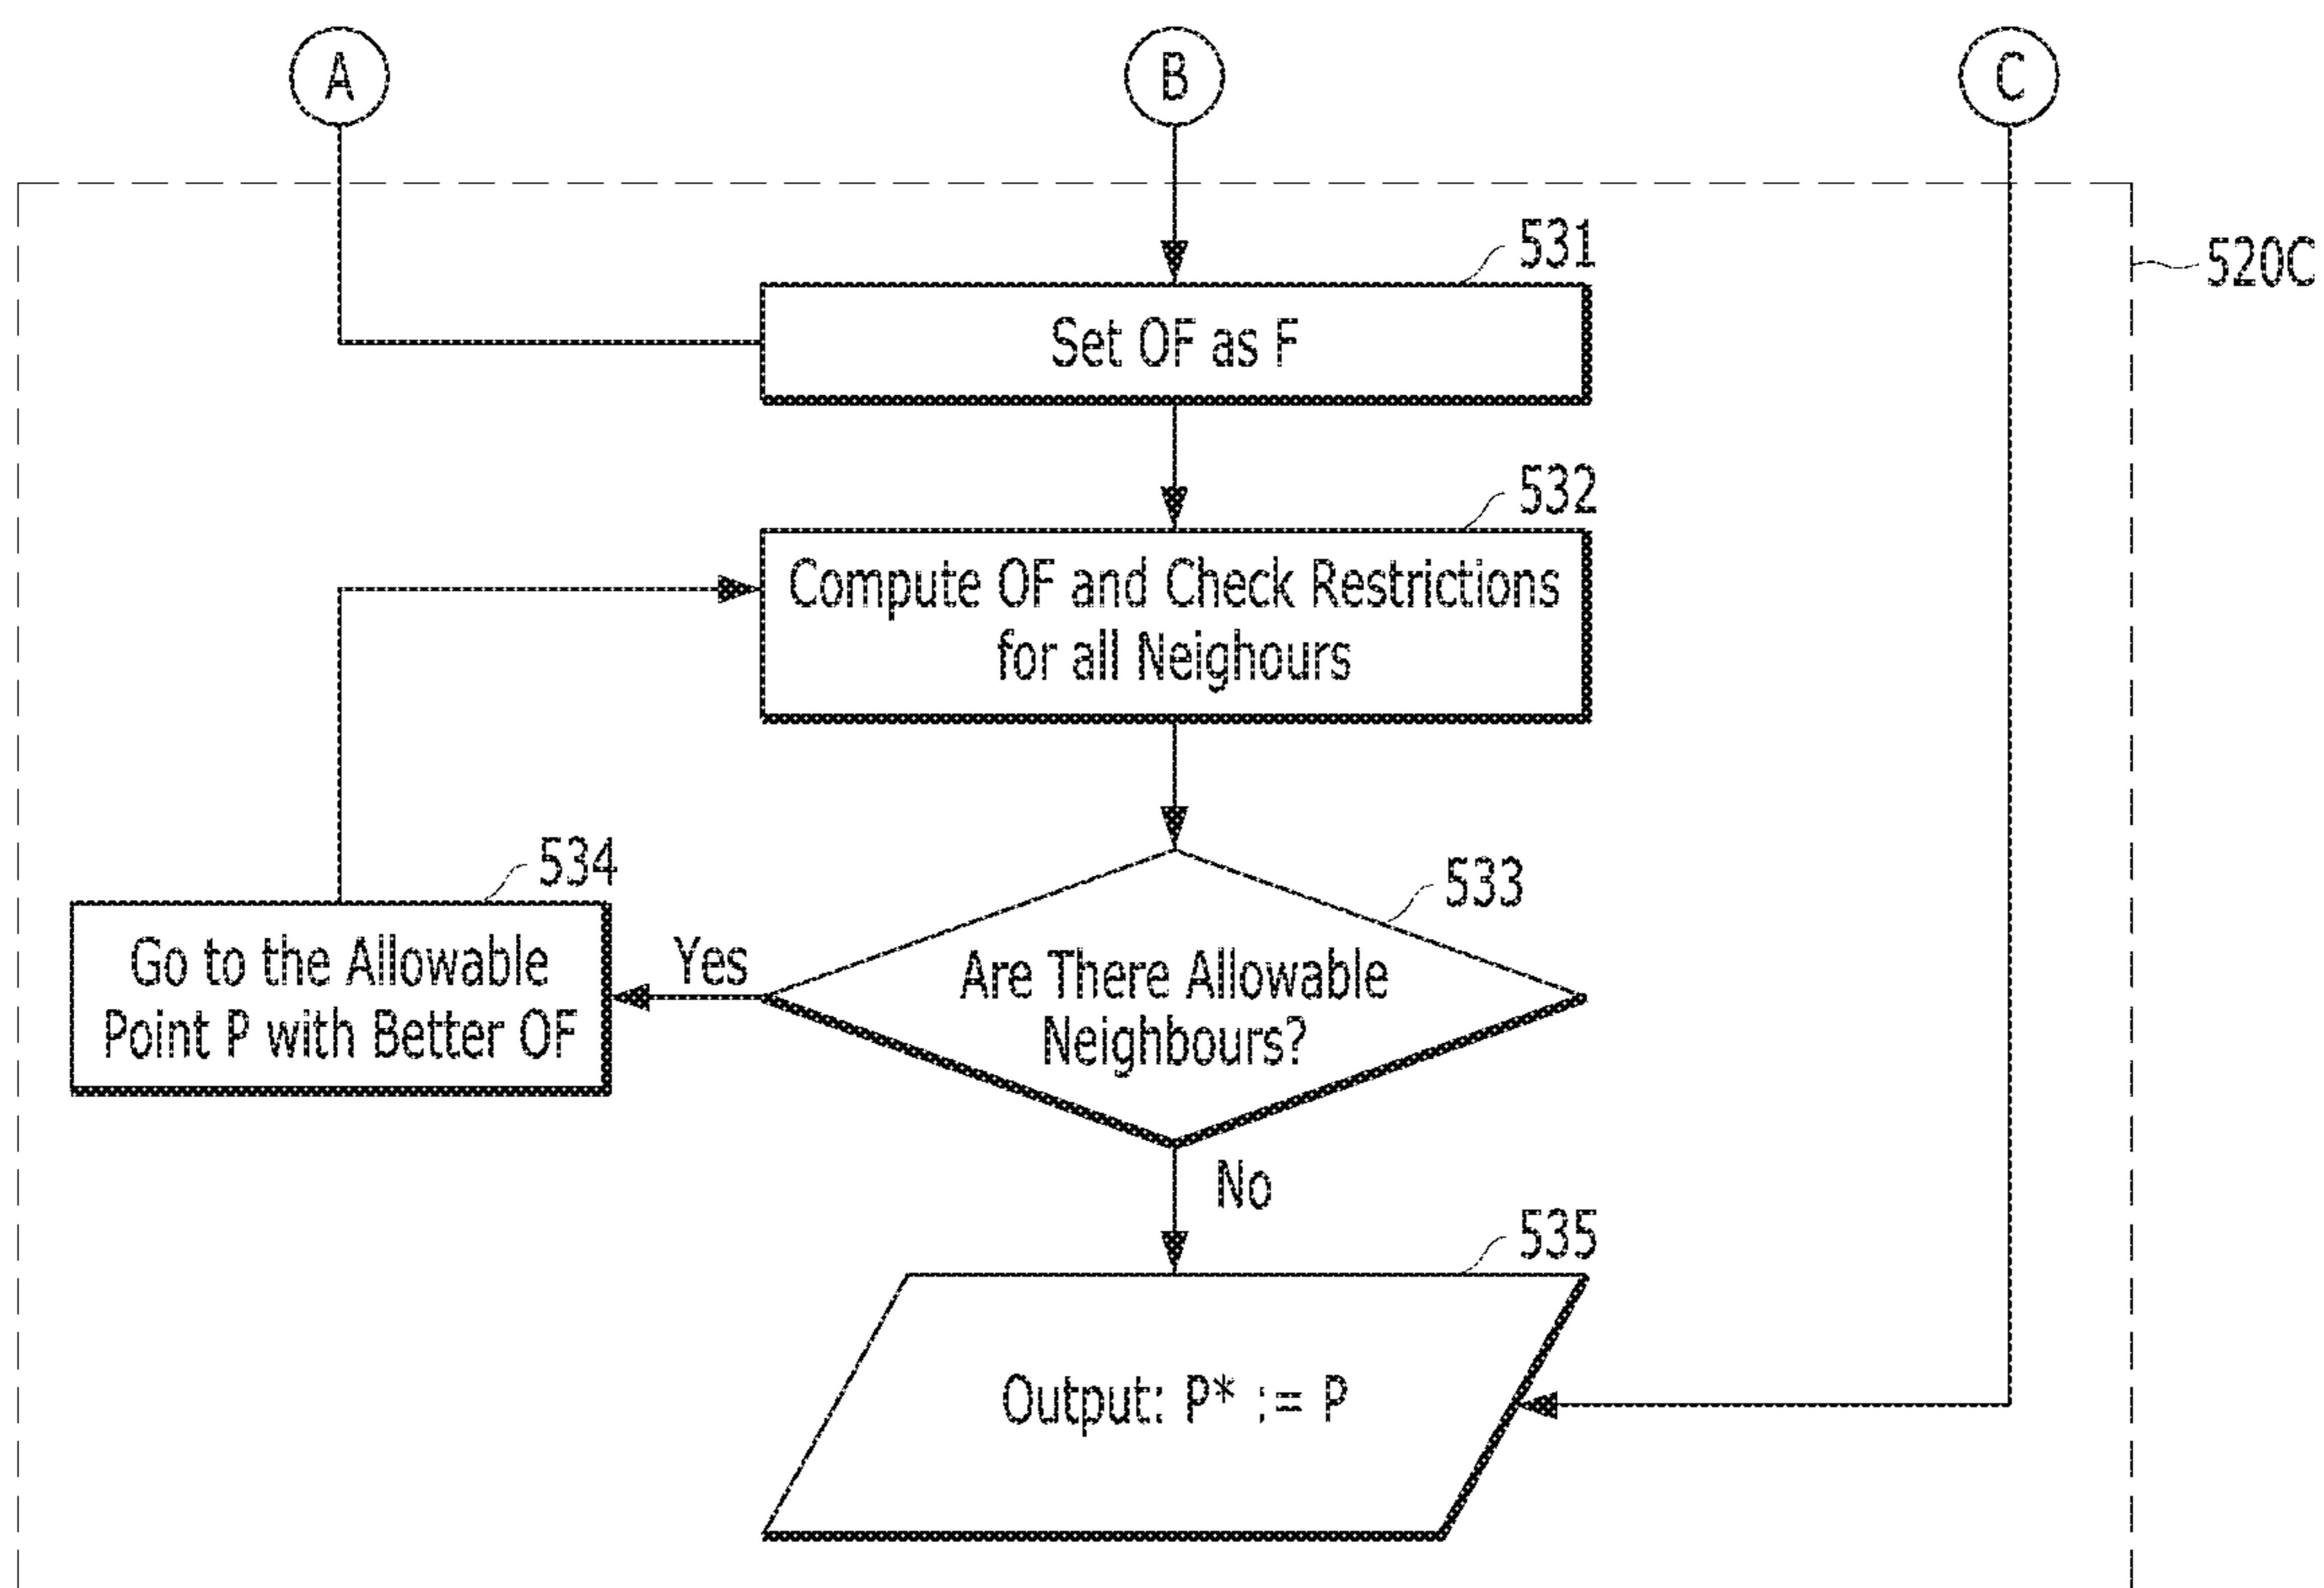 A
B
C
531
520C
Set OF as F
532
Compute OF and Check Restrictions
for all Neighours
534
533
Go to the Allowable
Point P with Better OF
Yes
Are There Allowable
Neighbours?
No
535
Output: P* := P